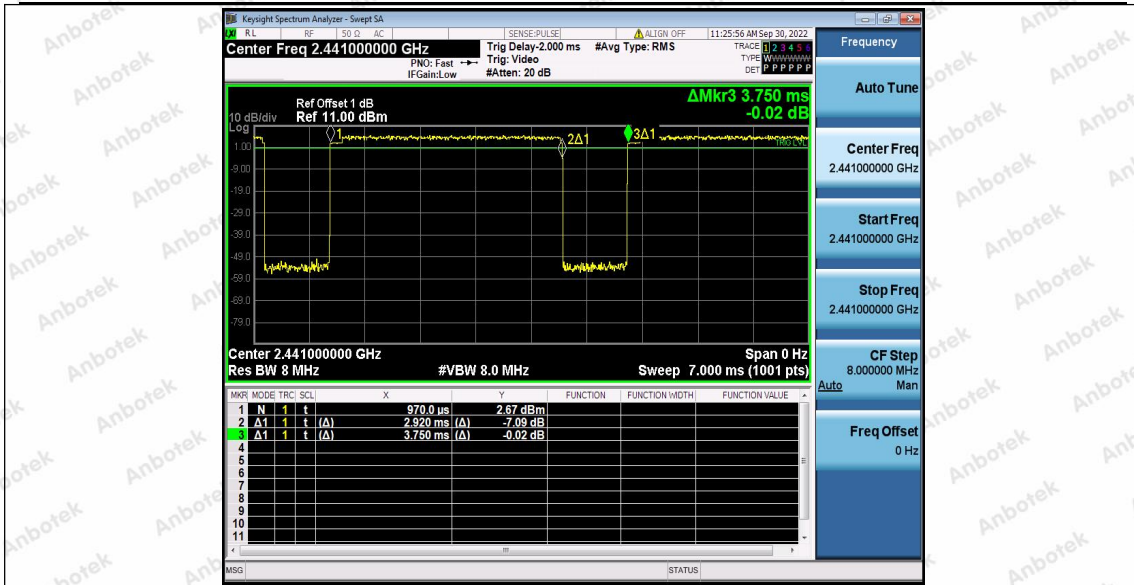 Keysight Spectrum Analyzer - Swept SA
LXI RL RF 50 Ω AC SENSE:PULSE ALIGN OFF 11:25:56 AM Sep 30, 2022
Center Freq 2.441000000 GHz
Trig Delay-2.000 ms #Avg Type: RMS TRACE 1 2 3 4 5 6
PNO: Fast Trig: Video TYPE WWWWWW
IFGain:Low #Atten: 20 dB DET P P P P P P
ΔMkr3 3.750 ms
-0.02 dB
Ref Offset 1 dB
10 dB/div Ref 11.00 dBm
Log
1 2Δ1 3Δ1
TRIG LVL
1.00
-9.00
-19.0
-29.0
-39.0
-49.0
-59.0
-69.0
-79.0
Center 2.441000000 GHz Span 0 Hz
Res BW 8 MHz #VBW 8.0 MHz Sweep 7.000 ms (1001 pts)
MKR MODE TRC SCL X Y FUNCTION FUNCTION WIDTH FUNCTION VALUE
1 N 1 t 970.0 µs 2.67 dBm
2 Δ1 1 t (Δ) 2.920 ms (Δ) -7.09 dB
3 Δ1 1 t (Δ) 3.750 ms (Δ) -0.02 dB
4
5
6
7
8
9
10
11
MSG STATUS
Frequency
Auto Tune
Center Freq
2.441000000 GHz
Start Freq
2.441000000 GHz
Stop Freq
2.441000000 GHz
CF Step
8.000000 MHz
Auto Man
Freq Offset
0 Hz
Anbotek